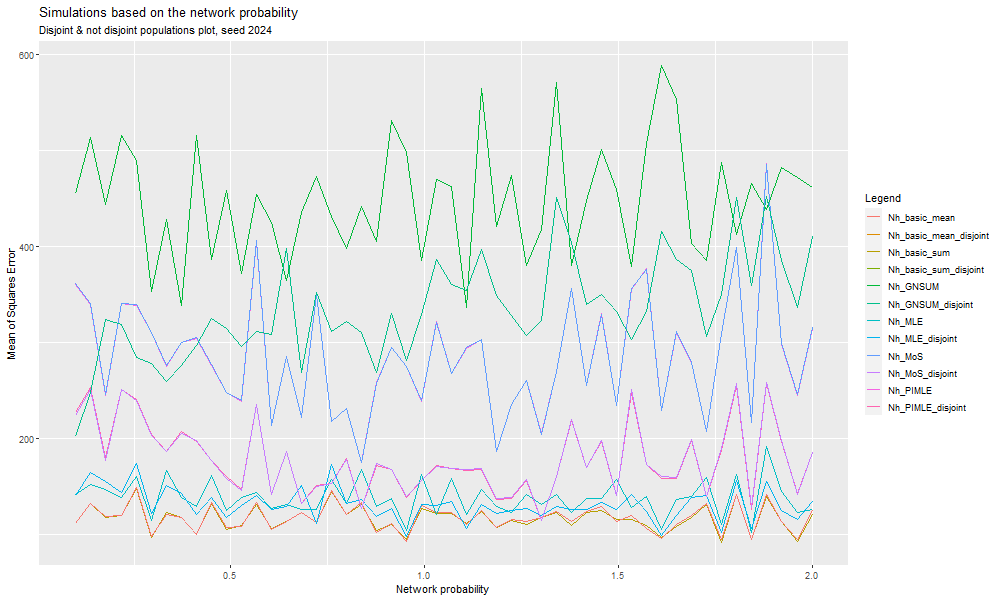 Simulations based on the network probability
Disjoint & not disjoint populations plot, seed 2024
Mean of Squares Error
600
400
200
0.5
1.0
1.5
2.0
Network probability
Legend
Nh_basic_mean
Nh_basic_mean_disjoint
Nh_basic_sum
Nh_basic_sum_disjoint
Nh_GNSUM
Nh_GNSUM_disjoint
Nh_MLE
Nh_MLE_disjoint
Nh_MoS
Nh_MoS_disjoint
Nh_PIMLE
Nh_PIMLE_disjoint